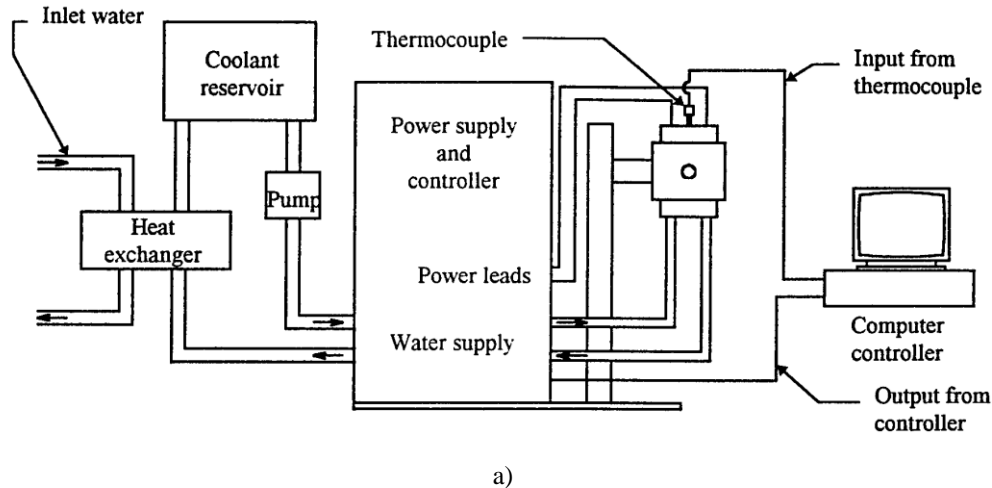 Inlet water
Coolant
reservoir
Thermocouple
Input from
thermocouple
Power supply
and
controller
Pump
Heat
exchanger
Power leads
Water supply
Computer
controller
Output from
controller
a)